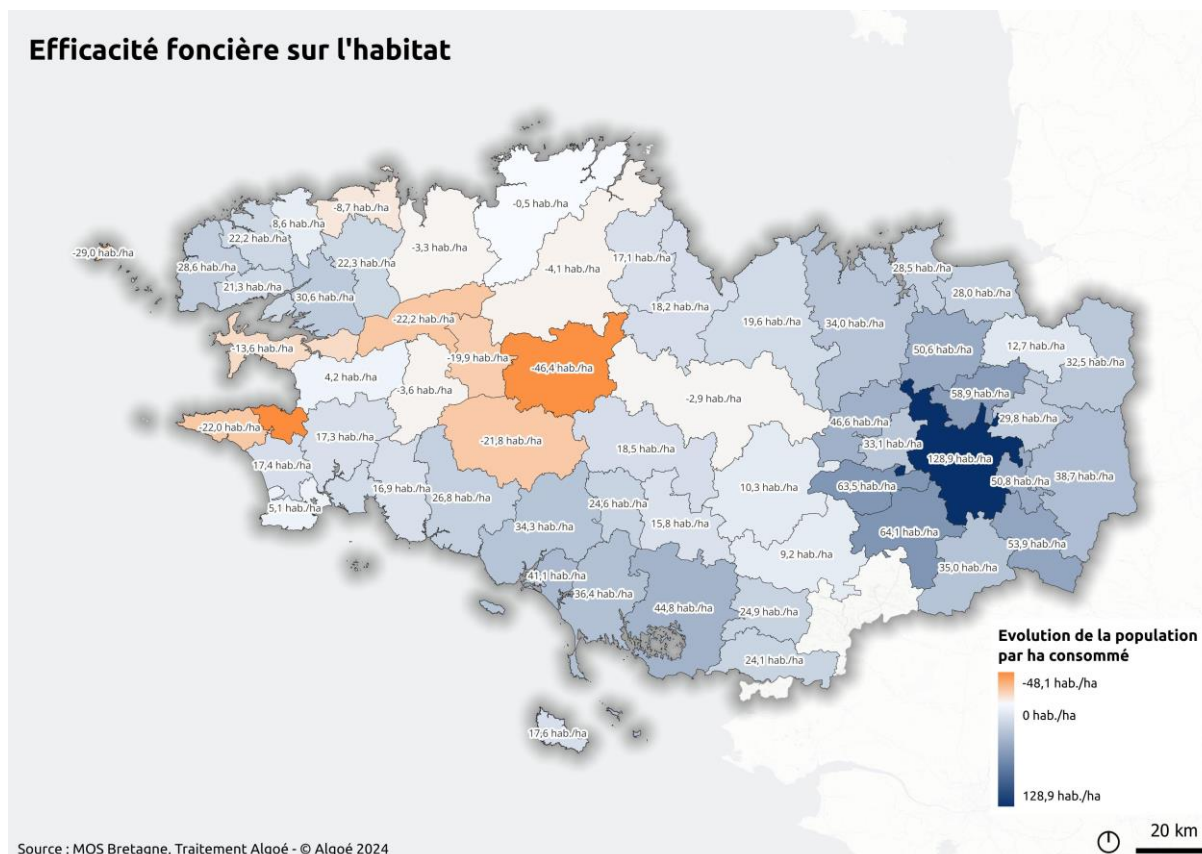 Efficacité foncière sur l'habitat
-8,7 hab./ha
-0,5 hab./ha
8,6 hab./ha
22,2 hab./ha
-3,3 hab./ha
-29,0 hab./ha
28,6 hab./ha
22,3 hab./ha
-4,1 hab./ha
17,1 hab./ha
28,5 hab./ha
21,3 hab./ha
30,6 hab./ha
28,0 hab./ha
18,2 hab./ha
-22,2 hab./ha
19,6 hab./ha
34,0 hab./ha
-13,6 hab./ha
50,6 hab./ha
12,7 hab./ha
-19,9 hab./ha
32,5 hab./ha
-46,4 hab./ha
4,2 hab./ha
-3,6 hab./ha
58,9 hab./ha
-2,9 hab./ha
29,8 hab./ha
-22,0 hab./ha
46,6 hab./ha
17,3 hab./ha
-21,8 hab./ha
33,1 hab./ha
18,5 hab./ha
128,9 hab./ha
17,4 hab./ha
38,7 hab./ha
50,8 hab./ha
16,9 hab./ha
10,3 hab./ha
63,5 hab./ha
26,8 hab./ha
5,1 hab./ha
24,6 hab./ha
34,3 hab./ha
15,8 hab./ha
64,1 hab./ha
53,9 hab./ha
9,2 hab./ha
35,0 hab./ha
41,1 hab./ha
36,4 hab./ha
44,8 hab./ha
24,9 hab./ha
24,1 hab./ha
17,6 hab./ha
Evolution de la population
par ha consommé
-48,1 hab./ha
0 hab./ha
128,9 hab./ha
20 km
Source : MOS Bretagne, Traitement Algoé - © Algoé 2024